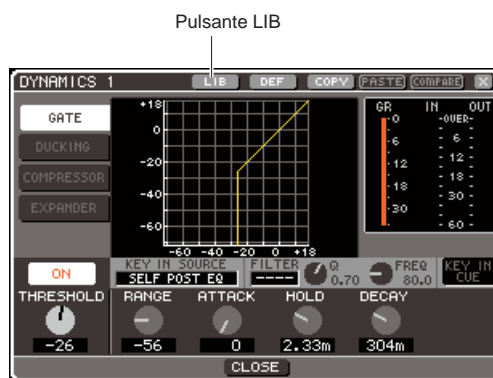 Pulsante LIB
DYNAMICS 1 LIB DEF COPY PASTE COMPARE X
GATE
DUCKING
COMPRESSOR
EXPANDER
+18
0
-20
-40
-60
-60 -40 -20 0 +18
GR IN OUT
0 -OVER-
6 6
12 12
18 18
30 30
60
ON
KEY IN SOURCE
SELF POST EQ
FILTER
----
Q
0.70
FREQ
80.0
KEY IN
CUE
THRESHOLD RANGE ATTACK HOLD DECAY
-26 -56 0 2.33m 304m
CLOSE